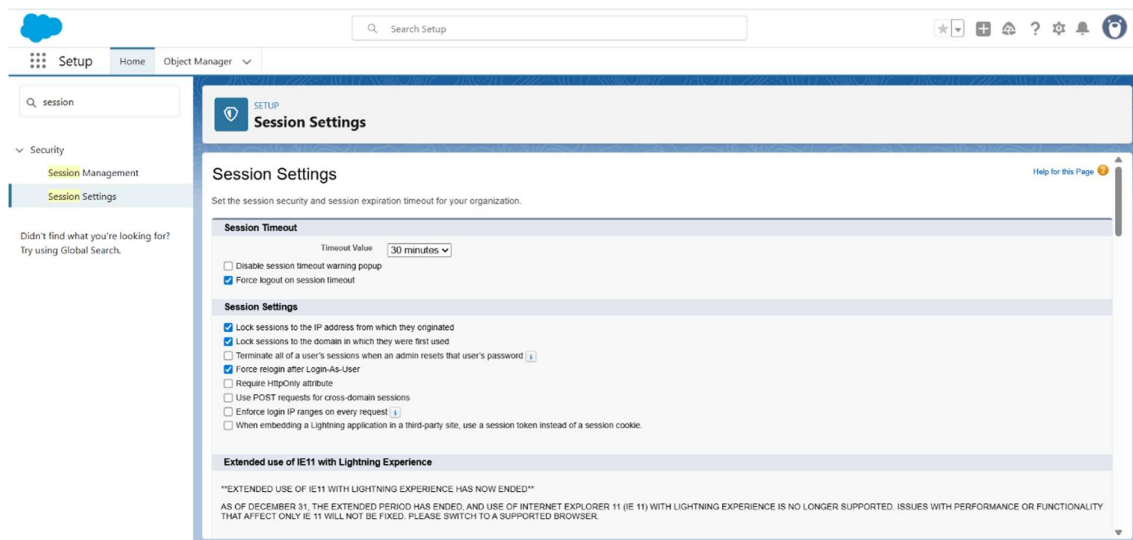 Search Setup
Setup
Home
Object Manager
session
Security
Session Management
Session Settings
Didn't find what you're looking for?
Try using Global Search.
SETUP
Session Settings
Session Settings
Help for this Page
Set the session security and session expiration timeout for your organization.
Session Timeout
Timeout Value 30 minutes
Disable session timeout warning popup
Force logout on session timeout
Session Settings
Lock sessions to the IP address from which they originated
Lock sessions to the domain in which they were first used
Terminate all of a user's sessions when an admin resets that user's password i
Force relogin after Login-As-User
Require HttpOnly attribute
Use POST requests for cross-domain sessions
Enforce login IP ranges on every request i
When embedding a Lightning application in a third-party site, use a session token instead of a session cookie.
Extended use of IE11 with Lightning Experience
**EXTENDED USE OF IE11 WITH LIGHTNING EXPERIENCE HAS NOW ENDED**
AS OF DECEMBER 31, THE EXTENDED PERIOD HAS ENDED, AND USE OF INTERNET EXPLORER 11 (IE 11) WITH LIGHTNING EXPERIENCE IS NO LONGER SUPPORTED. ISSUES WITH PERFORMANCE OR FUNCTIONALITY
THAT AFFECT ONLY IE 11 WILL NOT BE FIXED. PLEASE SWITCH TO A SUPPORTED BROWSER.